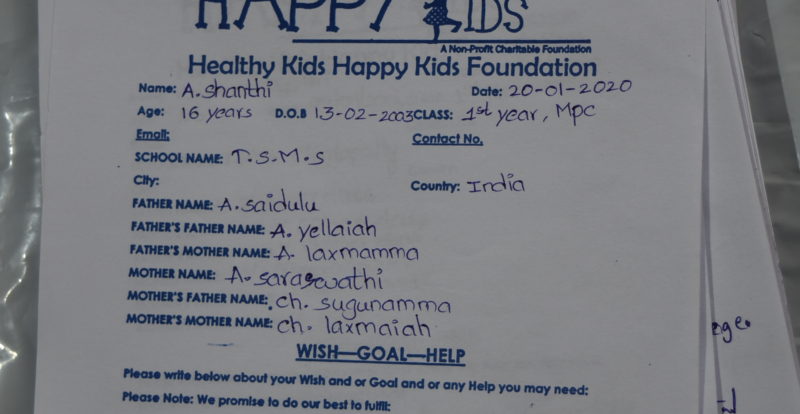 HAPPY KIDS
A Non-Profit Charitable Foundation
Healthy Kids Happy Kids Foundation
Name: A. Shanthi Date: 20-01-2020
Age: 16 years D.O.B 13-02-2003 CLASS: 1st year, MPC
Email: Contact No.
SCHOOL NAME: T.S.M.S
City: Country: India
FATHER NAME: A. saidulu
FATHER'S FATHER NAME: A. yellaiah
FATHER'S MOTHER NAME: A. laxmamma
MOTHER NAME: A. saraswathi
MOTHER'S FATHER NAME: ch. sugunamma
MOTHER'S MOTHER NAME: ch. laxmaiah
WISH—GOAL—HELP
Please write below about your Wish and or Goal and or any Help you may need:
Please Note: We promise to do our best to fulfil: